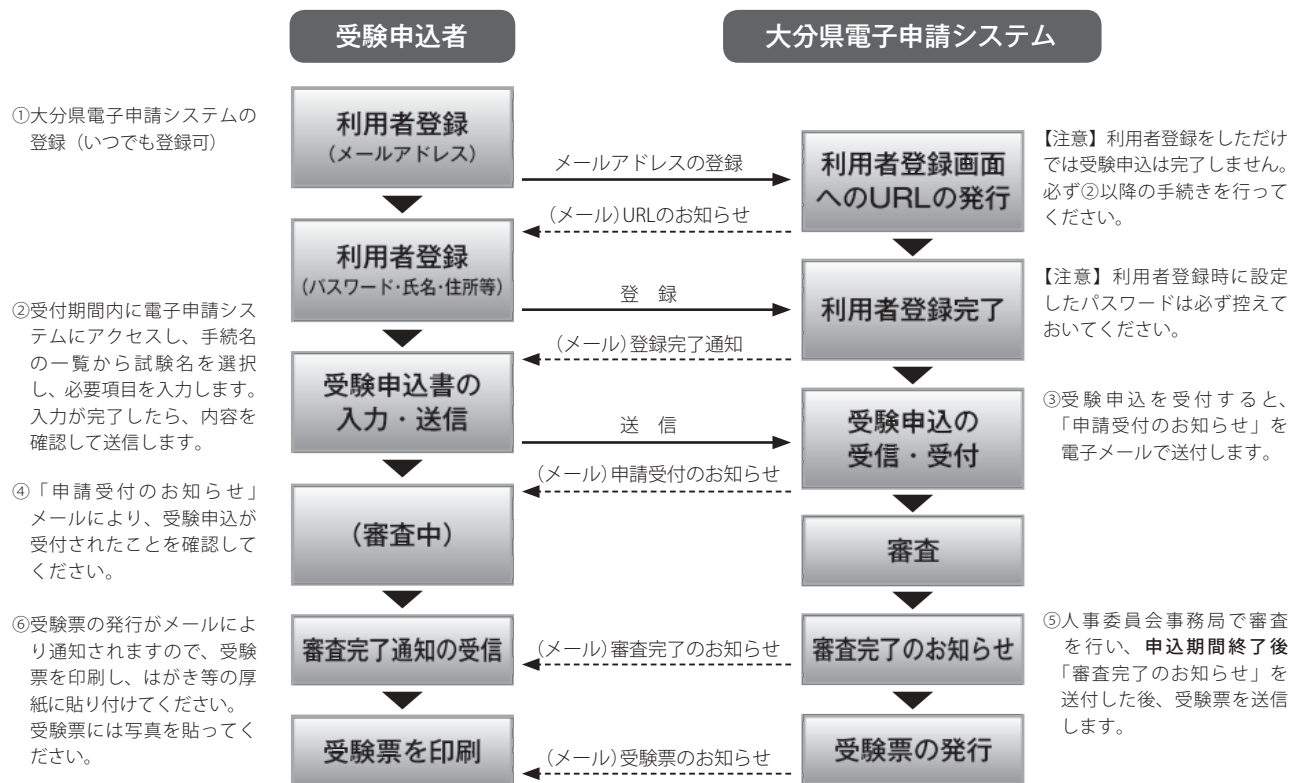 受験申込者
大分県電子申請システム
①大分県電子申請システムの
登録（いつでも登録可）
利用者登録
（メールアドレス）
メールアドレスの登録
利用者登録画面
へのURLの発行
【注意】利用者登録をしただけ
では受験申込は完了しません。
必ず②以降の手続きを行って
ください。
（メール）URLのお知らせ
利用者登録
（パスワード・氏名・住所等）
登　録
利用者登録完了
【注意】利用者登録時に設定
したパスワードは必ず控えて
おいてください。
②受付期間内に電子申請シス
テムにアクセスし、手続名
の一覧から試験名を選択
し、必要項目を入力します。
入力が完了したら、内容を
確認して送信します。
（メール）登録完了通知
受験申込書の
入力・送信
送　信
受験申込の
受信・受付
③受験申込を受付すると、
「申請受付のお知らせ」を
電子メールで送付します。
（メール）申請受付のお知らせ
④「申請受付のお知らせ」
メールにより、受験申込が
受付されたことを確認して
ください。
（審査中）
審査
⑥受験票の発行がメールによ
り通知されますので、受験
票を印刷し、はがき等の厚
紙に貼り付けてください。
受験票には写真を貼ってく
ださい。
審査完了通知の受信
（メール）審査完了のお知らせ
審査完了のお知らせ
⑤人事委員会事務局で審査
を行い、申込期間終了後
「審査完了のお知らせ」を
送付した後、受験票を送信
します。
受験票を印刷
（メール）受験票のお知らせ
受験票の発行